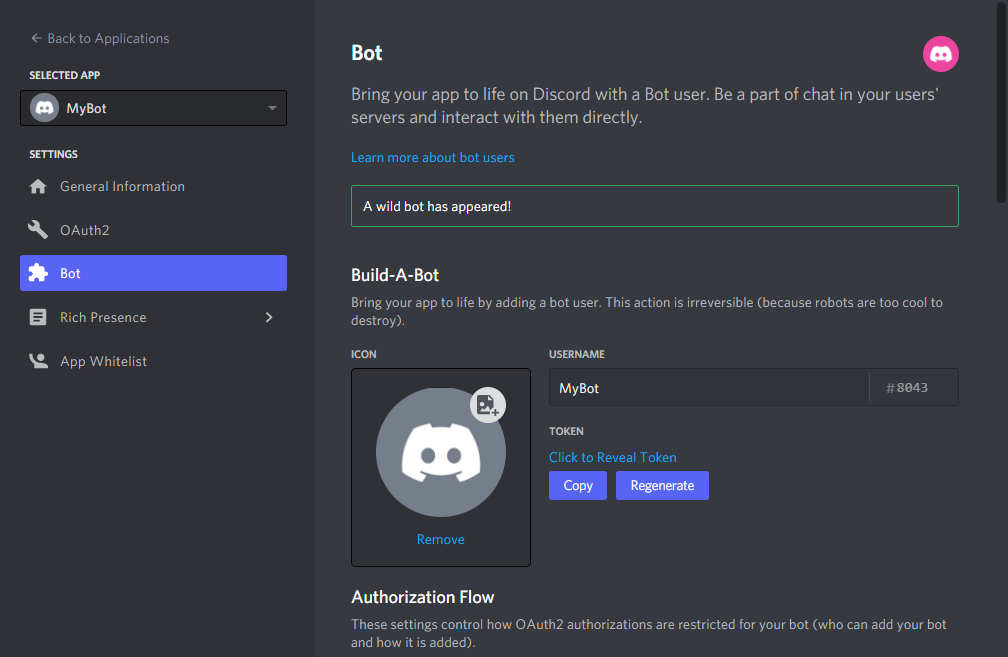 Back to Applications
SELECTED APP
MyBot
SETTINGS
General Information
OAuth2
Bot
Rich Presence
App Whitelist
Bot
Bring your app to life on Discord with a Bot user. Be a part of chat in your users'
servers and interact with them directly.
Learn more about bot users
A wild bot has appeared!
Build-A-Bot
Bring your app to life by adding a bot user. This action is irreversible (because robots are too cool to
destroy).
ICON
Remove
USERNAME
MyBot #8043
TOKEN
Click to Reveal Token
Copy Regenerate
Authorization Flow
These settings control how OAuth2 authorizations are restricted for your bot (who can add your bot
and how it is added).